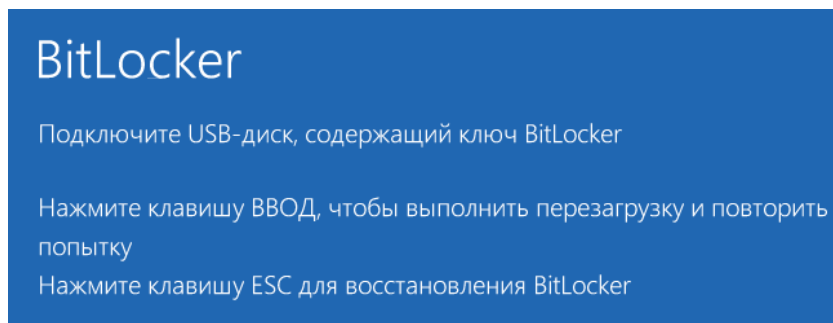 BitLocker
Подключите USB-диск, содержащий ключ BitLocker
Нажмите клавишу ВВОД, чтобы выполнить перезагрузку и повторить
попытку
Нажмите клавишу ESC для восстановления BitLocker